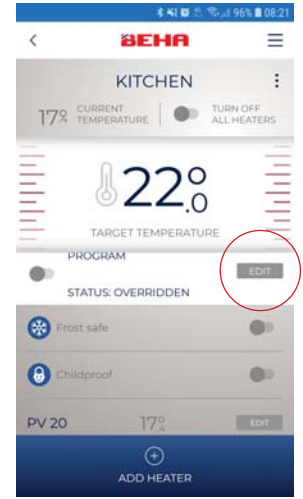 96% 08:21
BEHA
KITCHEN
17° CURRENT TEMPERATURE TURN OFF ALL HEATERS
22.0°
TARGET TEMPERATURE
PROGRAM
EDIT
STATUS: OVERRIDDEN
Frost safe
Childproof
PV 20 17° EDIT
ADD HEATER